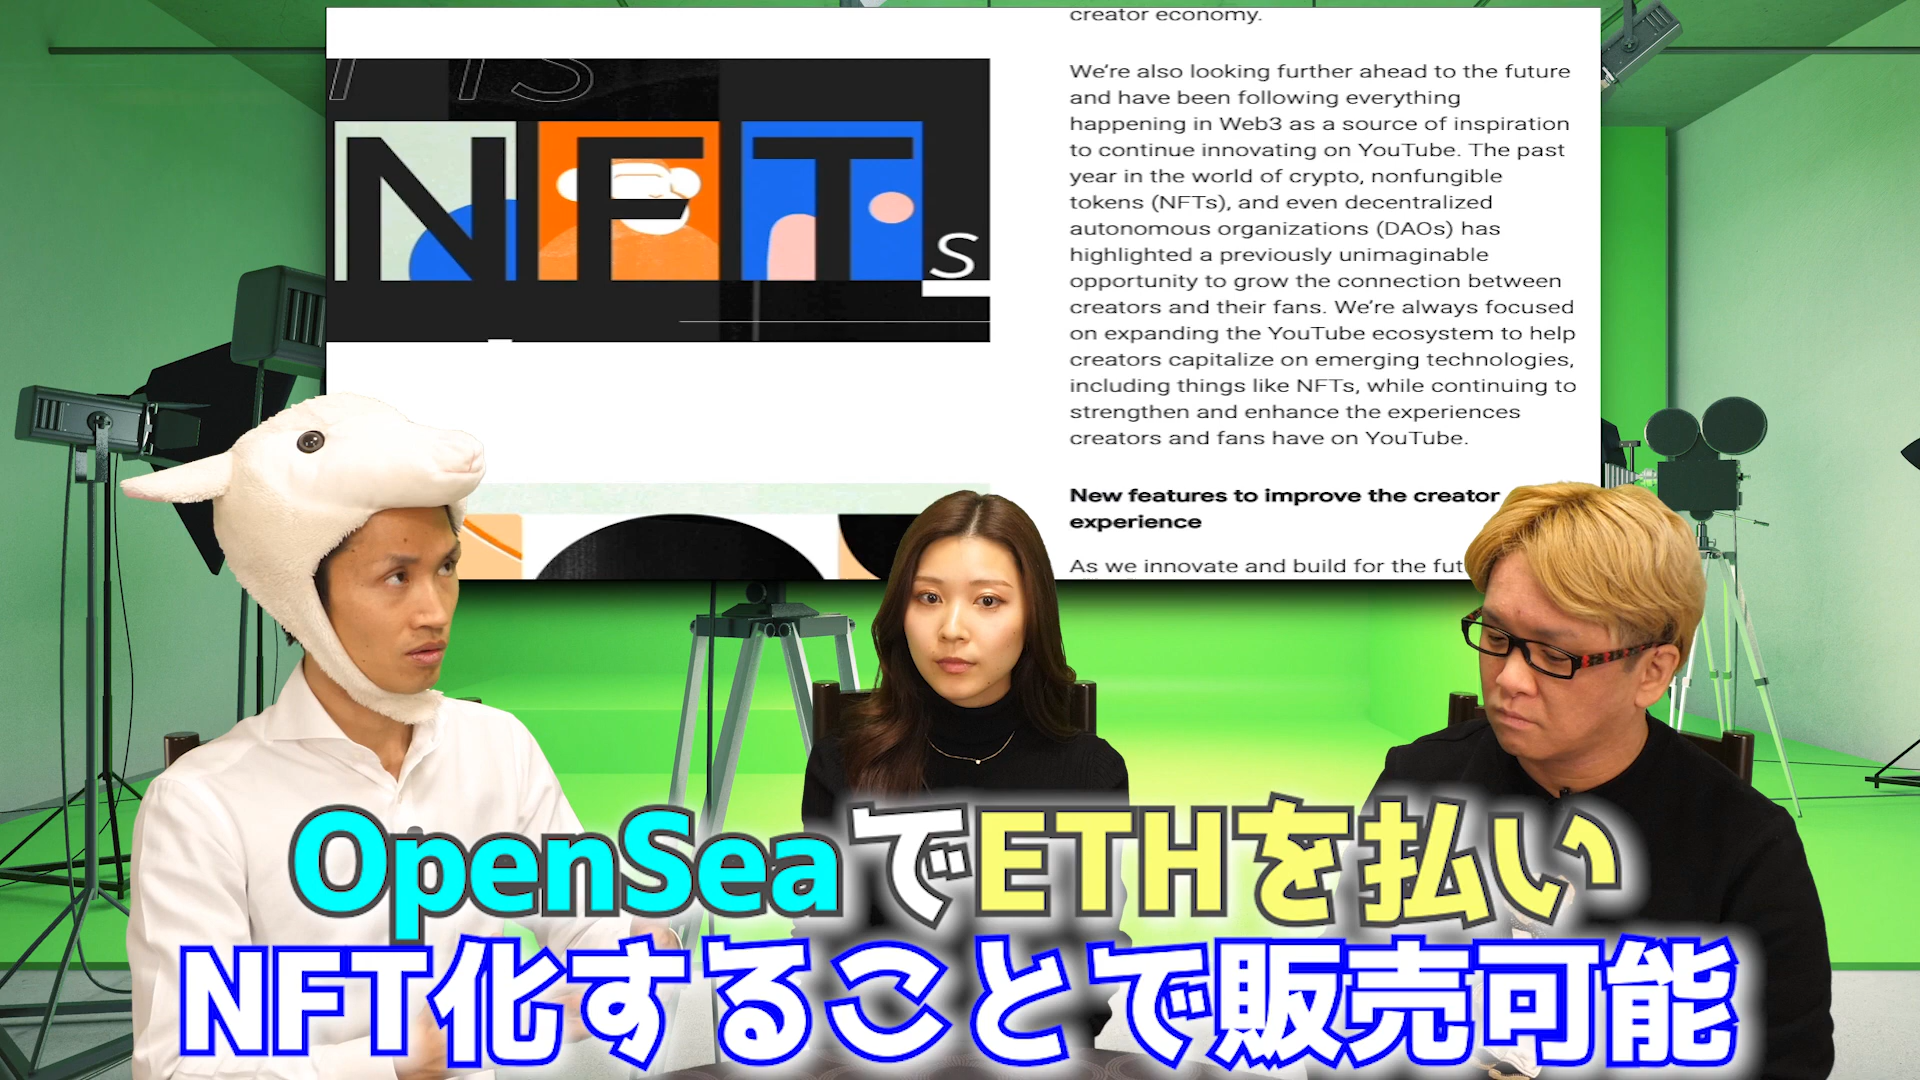 creator economy.
NFTs
We're also looking further ahead to the future
and have been following everything
happening in Web3 as a source of inspiration
to continue innovating on YouTube. The past
year in the world of crypto, nonfungible
tokens (NFTs), and even decentralized
autonomous organizations (DAOs) has
highlighted a previously unimaginable
opportunity to grow the connection between
creators and their fans. We're always focused
on expanding the YouTube ecosystem to help
creators capitalize on emerging technologies,
including things like NFTs, while continuing to
strengthen and enhance the experiences
creators and fans have on YouTube.
New features to improve the creator
experience
As we innovate and build for the fut
OpenSeaでETHを払い
NFT化することで販売可能